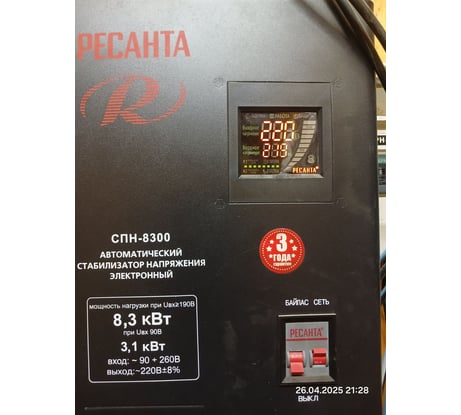 РЕСАНТА
R
РАБОТА
220
219
РЕСАНТА
СПН-8300
АВТОМАТИЧЕСКИЙ
СТАБИЛИЗАТОР НАПРЯЖЕНИЯ
ЭЛЕКТРОННЫЙ
3
ГОДА
гарантии
мощность нагрузки при Uвх≥190В
8,3 кВт
при Uвх 90В
3,1 кВт
вход: ~ 90 ÷ 260В
выход:~220В±8%
БАЙПАС СЕТЬ
РЕСАНТА
26.04.2025 21:28
ВЫКЛ